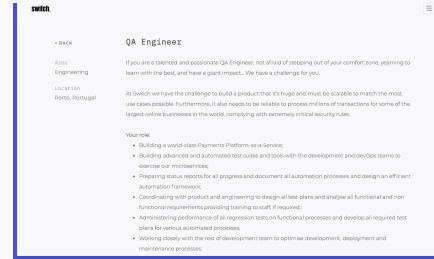 switch.
< BACK
QA Engineer
Area
Engineering
Location
Porto, Portugal
If you are a talented and passionate QA Engineer, not afraid of stepping out of your comfort zone, yearning to
learn with the best, and have a giant impact... We have a challenge for you.
At Switch we have the challenge to build a product that it's huge and must be scalable to match the most
use cases possible. Furthermore, it also needs to be reliable to process millions of transactions for some of the
largest online businesses in the world, complying with extremely critical security rules.
Your role:
• Building a world-class Payments Platform-as-a-Service;
• Building advanced and automated test suites and tools with the development and devOps teams to
exercise our microservices;
• Preparing status reports for all progress and document all automation processes and design an efficient
automation framework;
• Coordinating with product and engineering to design all test plans and analyse all functional and non
functional requirements providing training to staff, if required;
• Administering performance of all regression tests on functional processes and develop all required test
plans for various automated processes;
• Working closely with the rest of development team to optimise development, deployment and
maintenance processes;